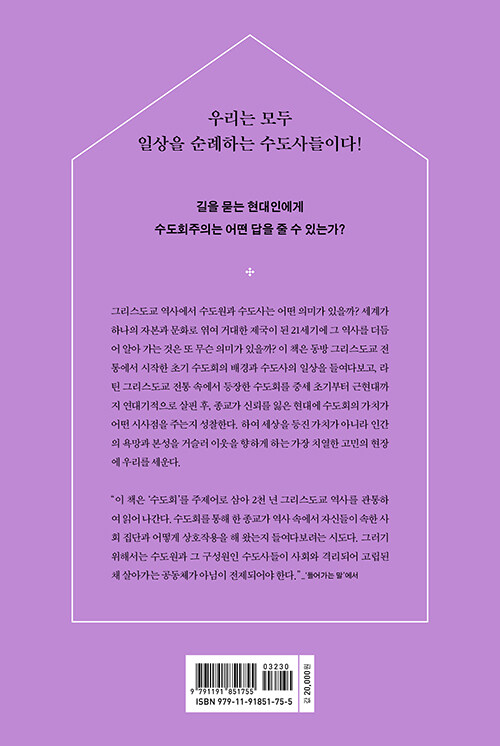 우리는 모두
일상을 순례하는 수도사들이다!
길을 묻는 현대인에게
수도회주의는 어떤 답을 줄 수 있는가?
그리스도교 역사에서 수도원과 수도사는 어떤 의미가 있을까? 세계가
하나의 자본과 문화로 엮여 거대한 제국이 된 21세기에 그 역사를 더듬
어 알아 가는 것은 또 무슨 의미가 있을까? 이 책은 동방 그리스도교 전
통에서 시작한 초기 수도회의 배경과 수도사의 일상을 들여다보고, 라
틴 그리스도교 전통 속에서 등장한 수도회를 중세 초기부터 근현대까
지 연대기적으로 살핀 후, 종교가 신뢰를 잃은 현대에 수도회의 가치가
어떤 시사점을 주는지 성찰한다. 하여 세상을 등진 가치가 아니라 인간
의 욕망과 본성을 거슬러 이웃을 향하게 하는 가장 치열한 고민의 현장
에 우리를 세운다.
“이 책은 ‘수도회’를 주제어로 삼아 2천 년 그리스도교 역사를 관통하
여 읽어 나간다. 수도회를 통해 한 종교가 역사 속에서 자신들이 속한 사
회 집단과 어떻게 상호작용을 해 왔는지 들여다보려는 시도다. 그러기
위해서는 수도원과 그 구성원인 수도사들이 사회와 격리되어 고립된
채 살아가는 공동체가 아님이 전제되어야 한다.”_‘들어가는 말’에서
03230
9 791191 851755
ISBN 979-11-91851-75-5
값 20,000원